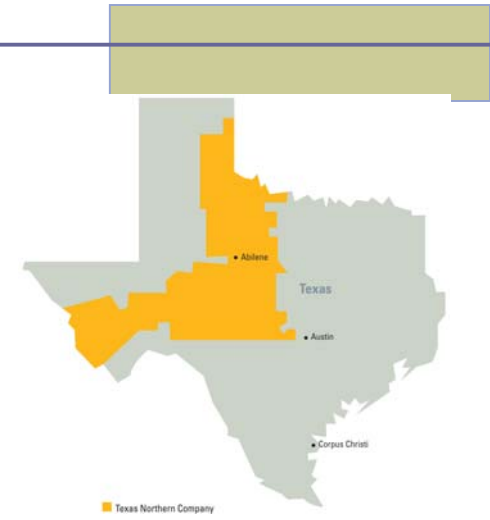 Abilene
Texas
Austin
Corpus Christi
Texas Northern Company